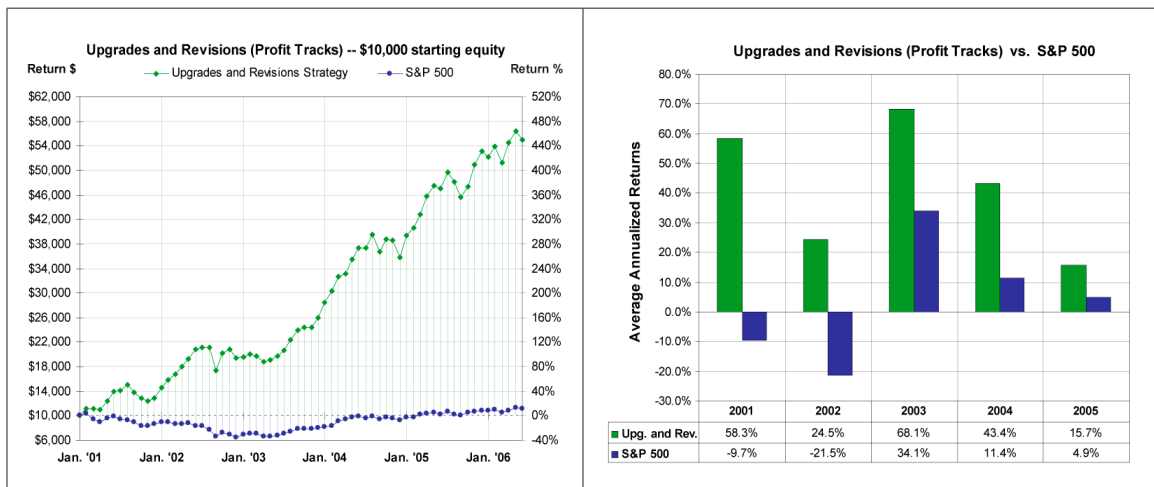 Upgrades and Revisions (Profit Tracks) -- $10,000 starting equity
Return $
Upgrades and Revisions Strategy
S&P 500
Return %
$62,000
520%
$58,000
480%
$54,000
440%
$50,000
400%
$46,000
360%
$42,000
320%
$38,000
280%
$34,000
240%
$30,000
200%
$26,000
160%
$22,000
120%
$18,000
80%
$14,000
40%
$10,000
0%
$6,000
-40%
Jan. '01
Jan. '02
Jan. '03
Jan. '04
Jan. '05
Jan. '06
Upgrades and Revisions (Profit Tracks) vs. S&P 500
Average Annualized Returns
80.0%
70.0%
60.0%
50.0%
40.0%
30.0%
20.0%
10.0%
0.0%
-10.0%
-20.0%
-30.0%
2001 2002 2003 2004 2005
Upg. and Rev. 58.3% 24.5% 68.1% 43.4% 15.7%
S&P 500 -9.7% -21.5% 34.1% 11.4% 4.9%